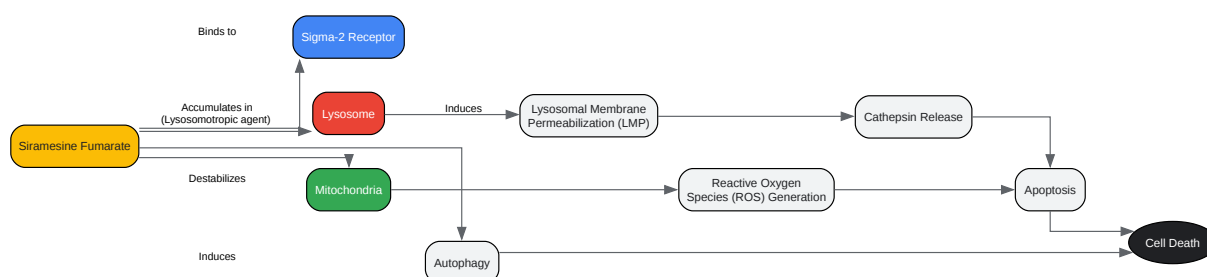 Binds to
Sigma-2 Receptor
Accumulates in
(Lysosomotropic agent)
Lysosome
Induces
Lysosomal Membrane
Permeabilization (LMP)
Cathepsin Release
Siramesine Fumarate
Destabilizes
Mitochondria
Reactive Oxygen
Species (ROS) Generation
Apoptosis
Cell Death
Induces
Autophagy